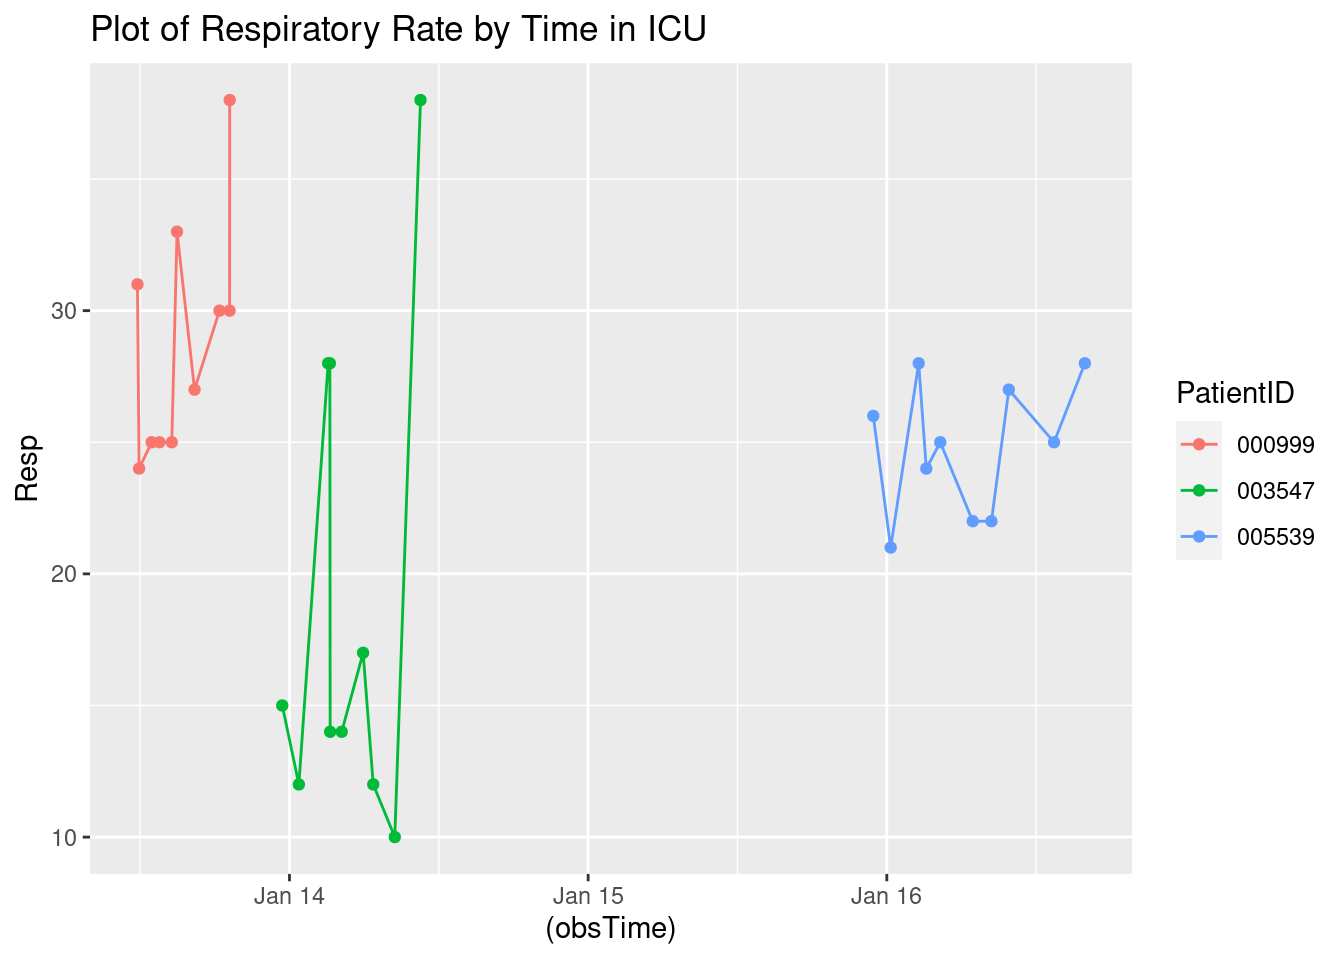 Plot of Respiratory Rate by Time in ICU
Resp
30
20
10
Jan 14
Jan 15
Jan 16
(obsTime)
PatientID
000999
003547
005539